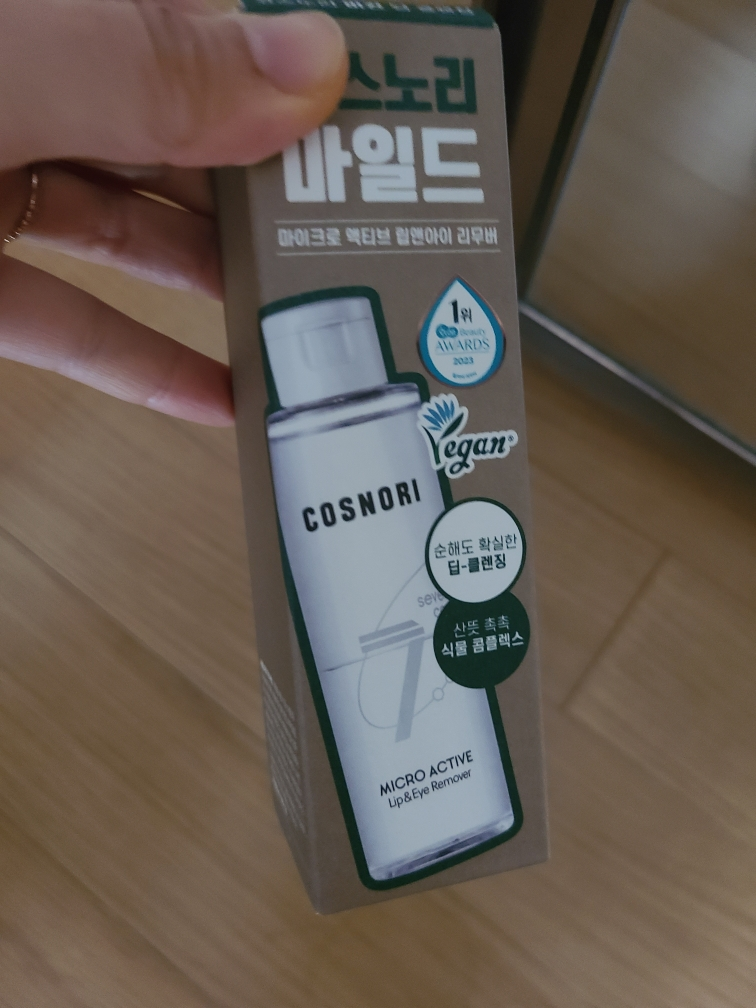 스노리
마일드
마이크로 액티브 립앤아이 리무버
1위
Beauty
AWARDS
2023
Vegan
COSNORI
순해도 확실한
딥-클렌징
산뜻 촉촉
식물 콤플렉스
7
MICRO ACTIVE
Lip&Eye Remover